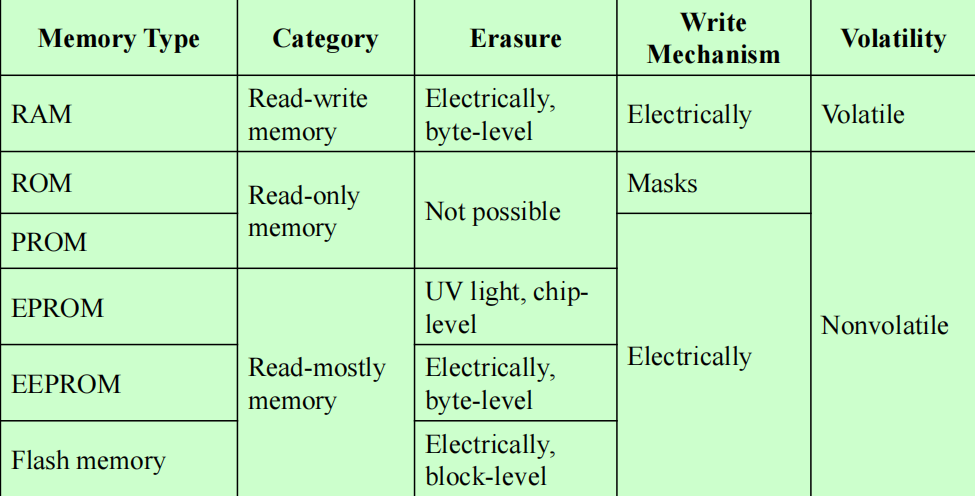 Memory Type Category Erasure Write Mechanism Volatility
RAM Read-write memory Electrically, byte-level Electrically Volatile
ROM Read-only memory Not possible Masks Nonvolatile
PROM Electrically
EPROM Read-mostly memory UV light, chip-level
EEPROM Electrically, byte-level
Flash memory Electrically, block-level